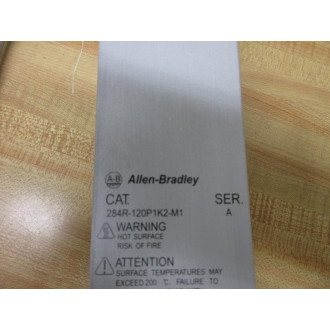 A-B Allen-Bradley
CAT. SER.
284R-120P1K2-M1 A
WARNING
HOT SURFACE
RISK OF FIRE
ATTENTION
SURFACE TEMPERATURES MAY
EXCEED 200 ℃ FAILURE TO